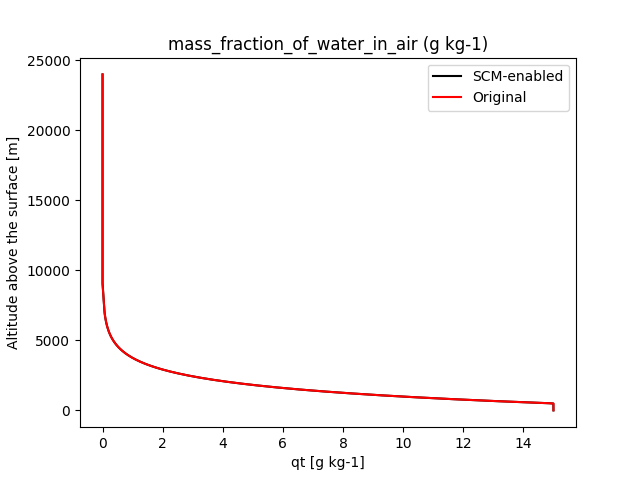 mass_fraction_of_water_in_air (g kg-1)
SCM-enabled
Original
Altitude above the surface [m]
25000
20000
15000
10000
5000
0
0 2 4 6 8 10 12 14
qt [g kg-1]